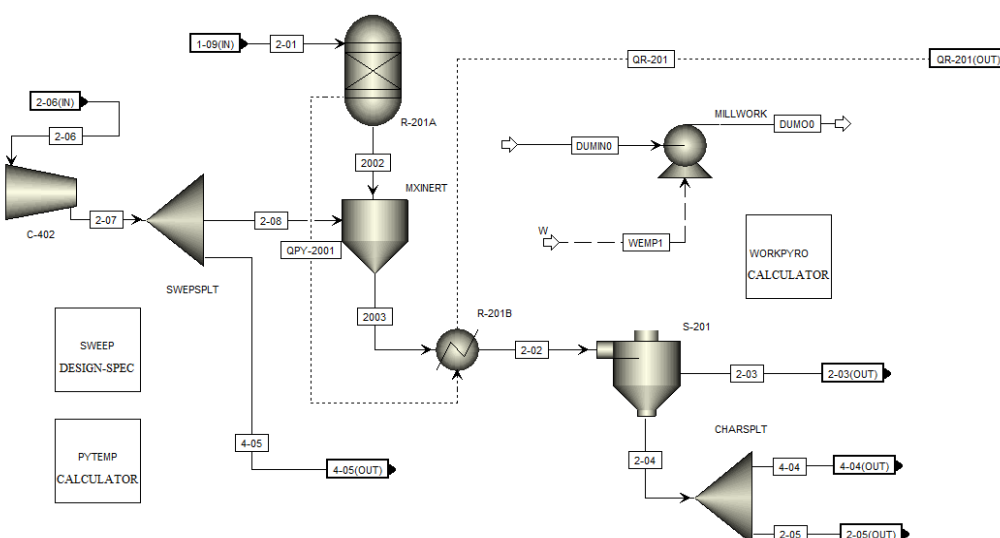 1-09(IN)
2-01
QR-201
QR-201(OUT)
2-06(IN)
2-06
R-201A
MILLWORK
DUMO0
DUMIN0
2002
MXINERT
C-402
2-07
2-08
QPY-2001
W
WEMP1
SWEPSPLT
WORKPYRO
CALCULATOR
2003
R-201B
S-201
SWEEP
DESIGN-SPEC
2-02
2-03
2-03(OUT)
CHARSPLT
4-05
4-05(OUT)
PYTEMP
CALCULATOR
2-04
4-04
4-04(OUT)
2-05
2-05(OUT)